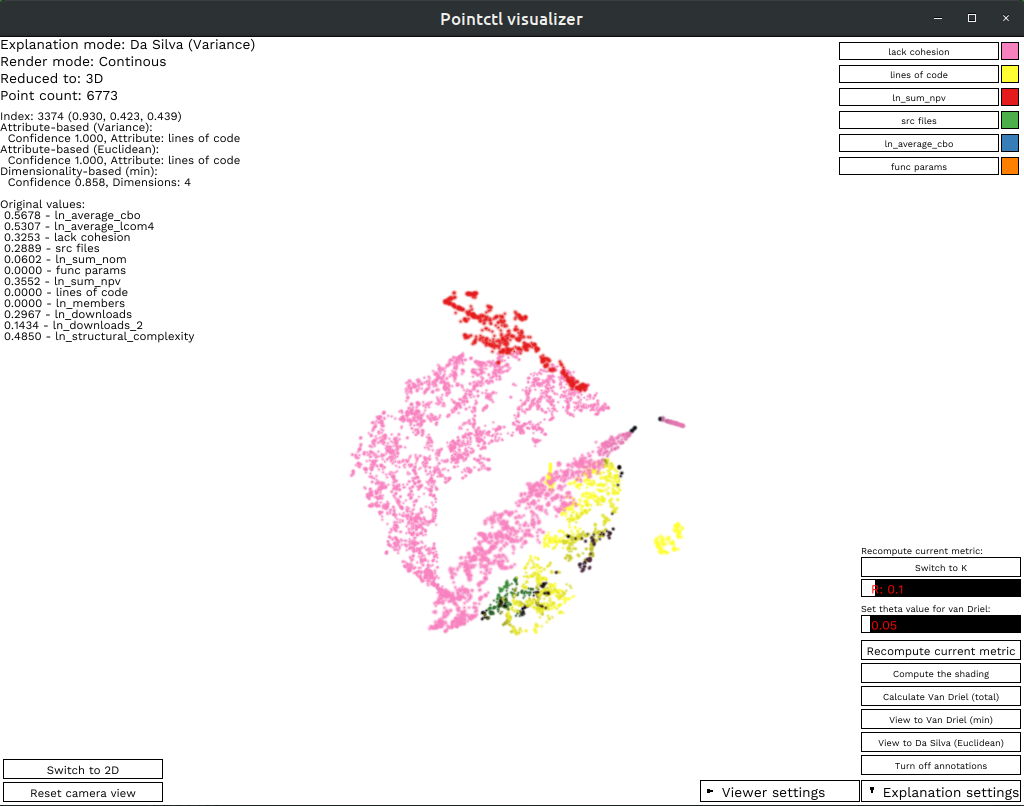 Pointctl visualizer
Explanation mode: Da Silva (Variance)
Render mode: Continous
Reduced to: 3D
Point count: 6773
Index: 3374 (0.930, 0.423, 0.439)
Attribute-based (Variance):
Confidence 1.000, Attribute: lines of code
Attribute-based (Euclidean):
Confidence 1.000, Attribute: lines of code
Dimensionality-based (min):
Confidence 0.858, Dimensions: 4
Original values:
0.5678 - ln_average_cbo
0.5307 - ln_average_lcom4
0.3253 - lack cohesion
0.2889 - src files
0.0602 - ln_sum_nom
0.0000 - func params
0.3552 - ln_sum_npv
0.0000 - lines of code
0.0000 - ln_members
0.2967 - ln_downloads
0.1434 - ln_downloads_2
0.4850 - ln_structural_complexity
lack cohesion
lines of code
ln_sum_npv
src files
ln_average_cbo
func params
Recompute current metric:
Switch to K
R: 0.1
Set theta value for van Driel:
0.05
Recompute current metric
Compute the shading
Calculate Van Driel (total)
View to Van Driel (min)
View to Da Silva (Euclidean)
Turn off annotations
Switch to 2D
Reset camera view
Viewer settings
Explanation settings